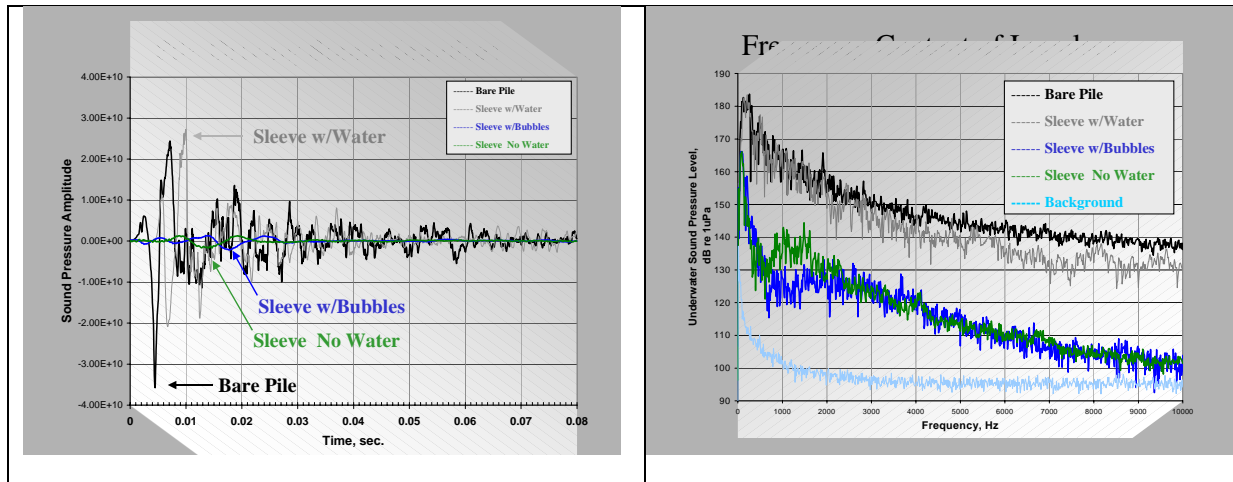 4.00E+10
3.00E+10
2.00E+10
1.00E+10
0.00E+00
-1.00E+10
-2.00E+10
-3.00E+10
-4.00E+10
Sound Pressure Amplitude
0
0.01
0.02
0.03
0.04
0.05
0.06
0.07
0.08
Time, sec.
Bare Pile
Sleeve w/Water
Sleeve w/Bubbles
Sleeve No Water
Sleeve w/Water
Sleeve w/Bubbles
Sleeve No Water
Bare Pile
190
180
170
160
150
140
130
120
110
100
90
Underwater Sound Pressure Level,
dB re 1uPa
0
1000
2000
3000
4000
5000
6000
7000
8000
9000
10000
Frequency, Hz
Bare Pile
Sleeve w/Water
Sleeve w/Bubbles
Sleeve No Water
Background